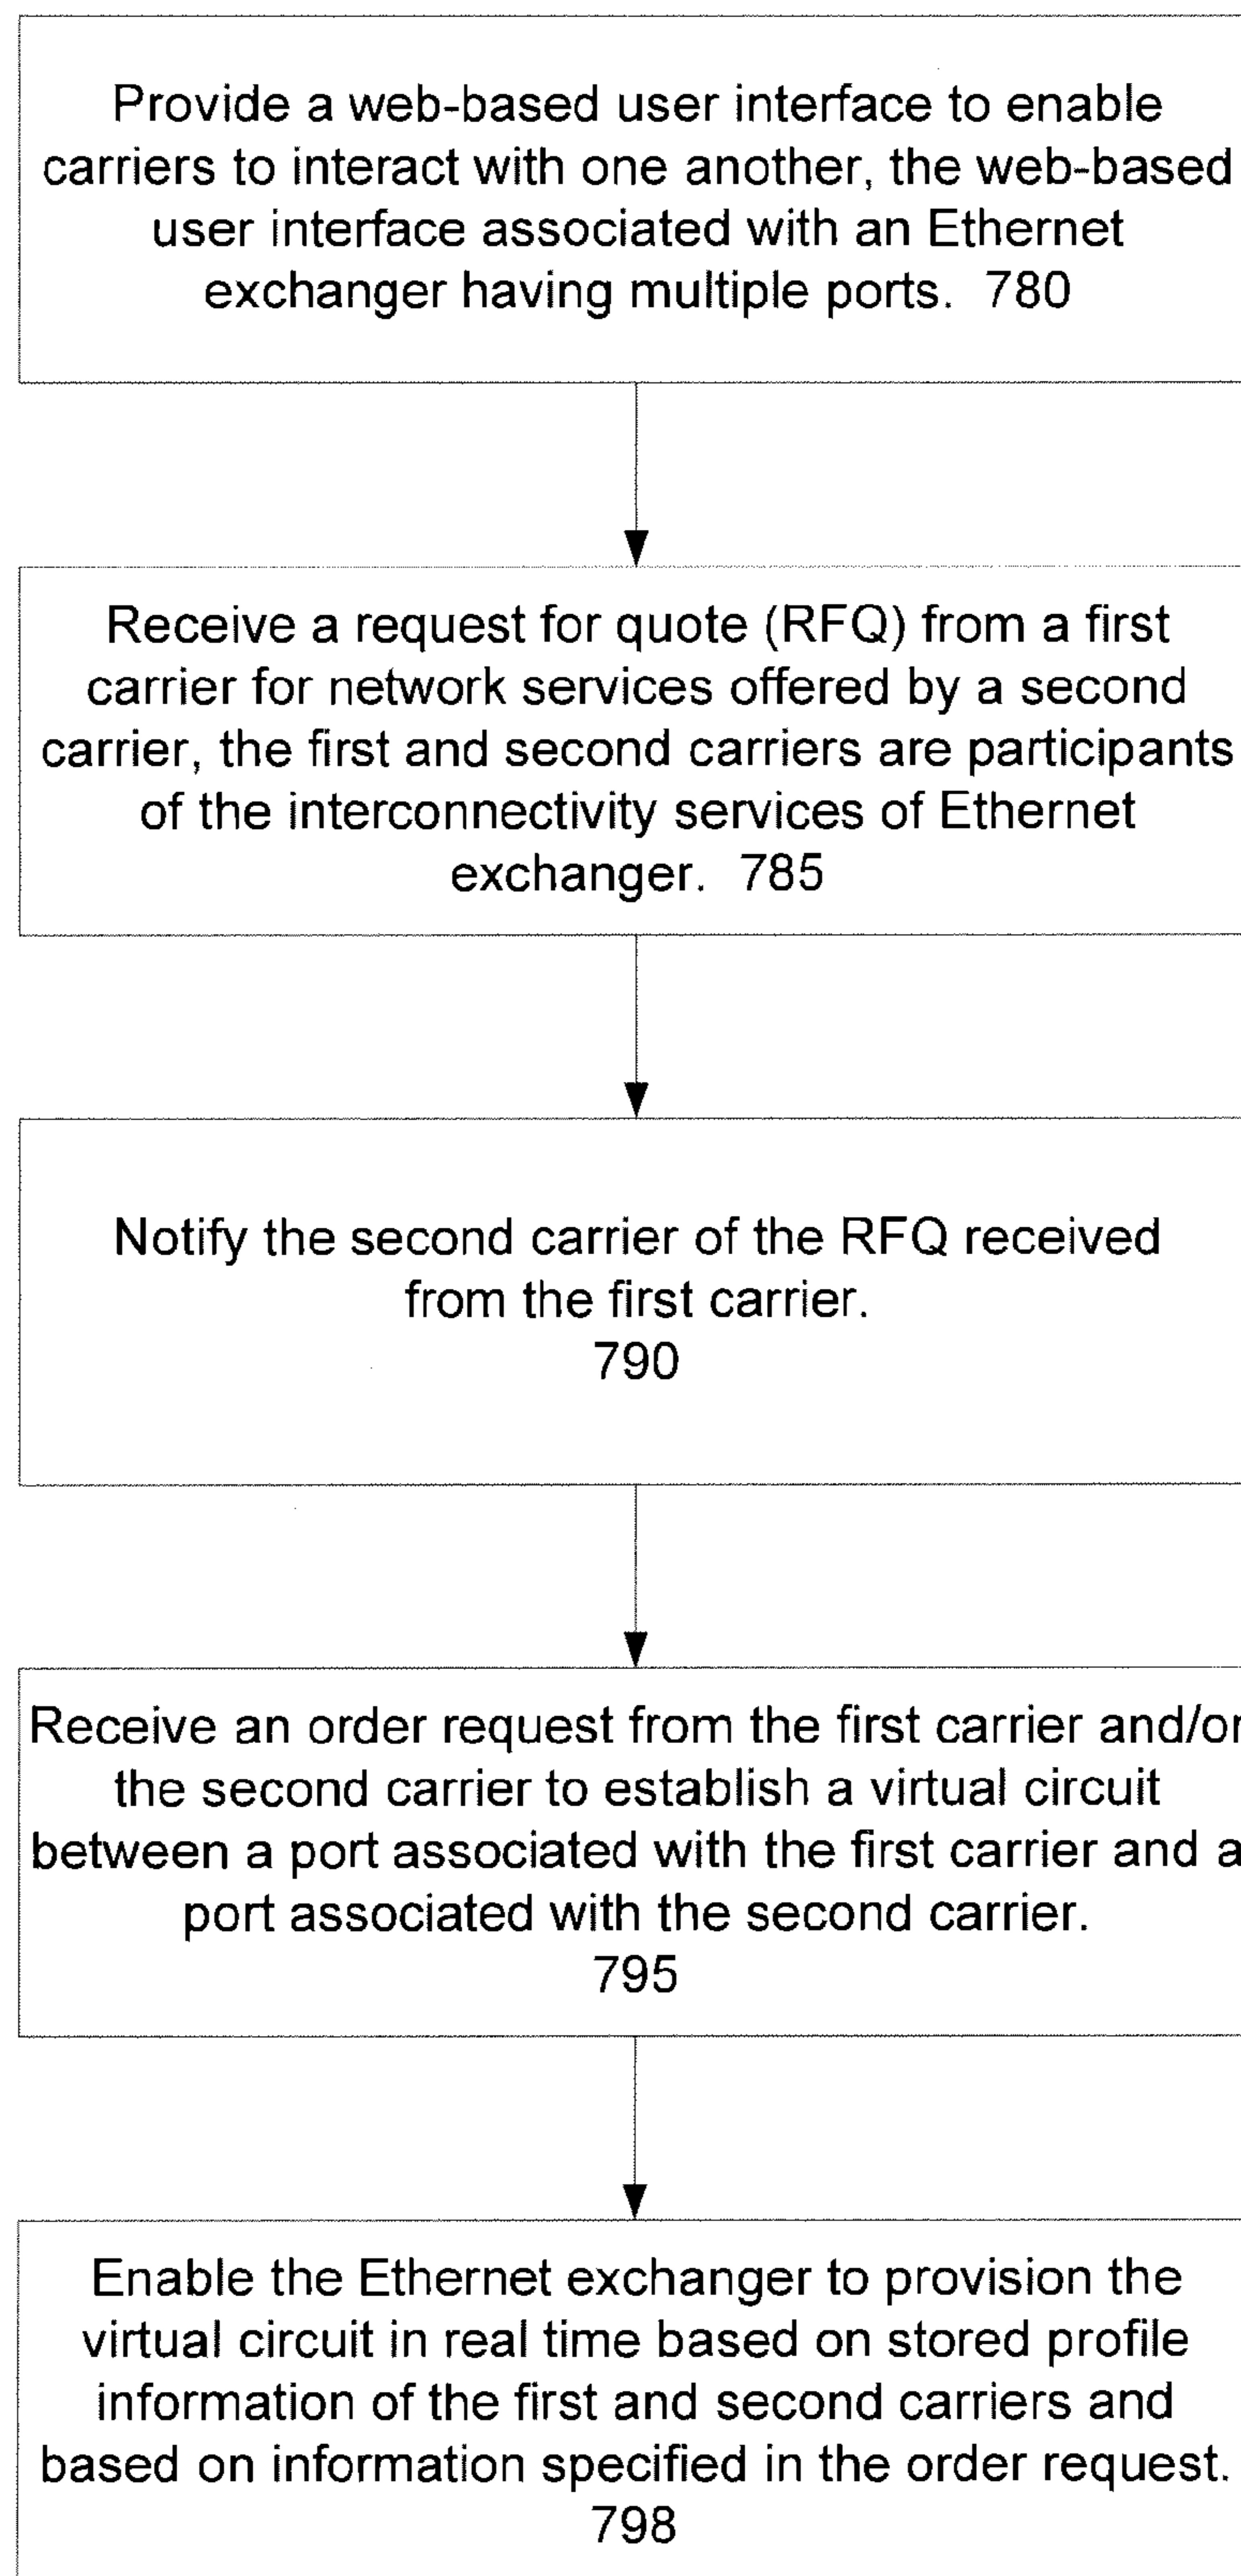 Provide a web-based user interface to enable
carriers to interact with one another, the web-based
user interface associated with an Ethernet
exchanger having multiple ports. 780
Receive a request for quote (RFQ) from a first
carrier for network services offered by a second
carrier, the first and second carriers are participants
of the interconnectivity services of Ethernet
exchanger. 785
Notify the second carrier of the RFQ received
from the first carrier.
790
Receive an order request from the first carrier and/or
the second carrier to establish a virtual circuit
between a port associated with the first carrier and a
port associated with the second carrier.
795
Enable the Ethernet exchanger to provision the
virtual circuit in real time based on stored profile
information of the first and second carriers and
based on information specified in the order request.
798